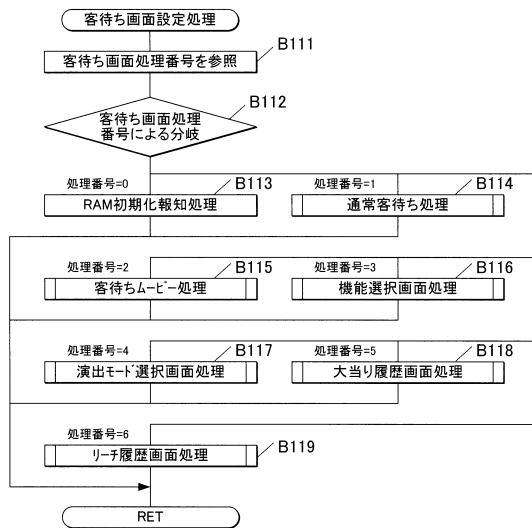 客待ち画面設定処理
B111
客待ち画面処理番号を参照
B112
客待ち画面処理
番号による分岐
処理番号=0
B113
RAM初期化報知処理
処理番号=1
B114
通常客待ち処理
処理番号=2
B115
客待ちムービー処理
処理番号=3
B116
機能選択画面処理
処理番号=4
B117
演出モード選択画面処理
処理番号=5
B118
大当り履歴画面処理
処理番号=6
B119
リーチ履歴画面処理
RET